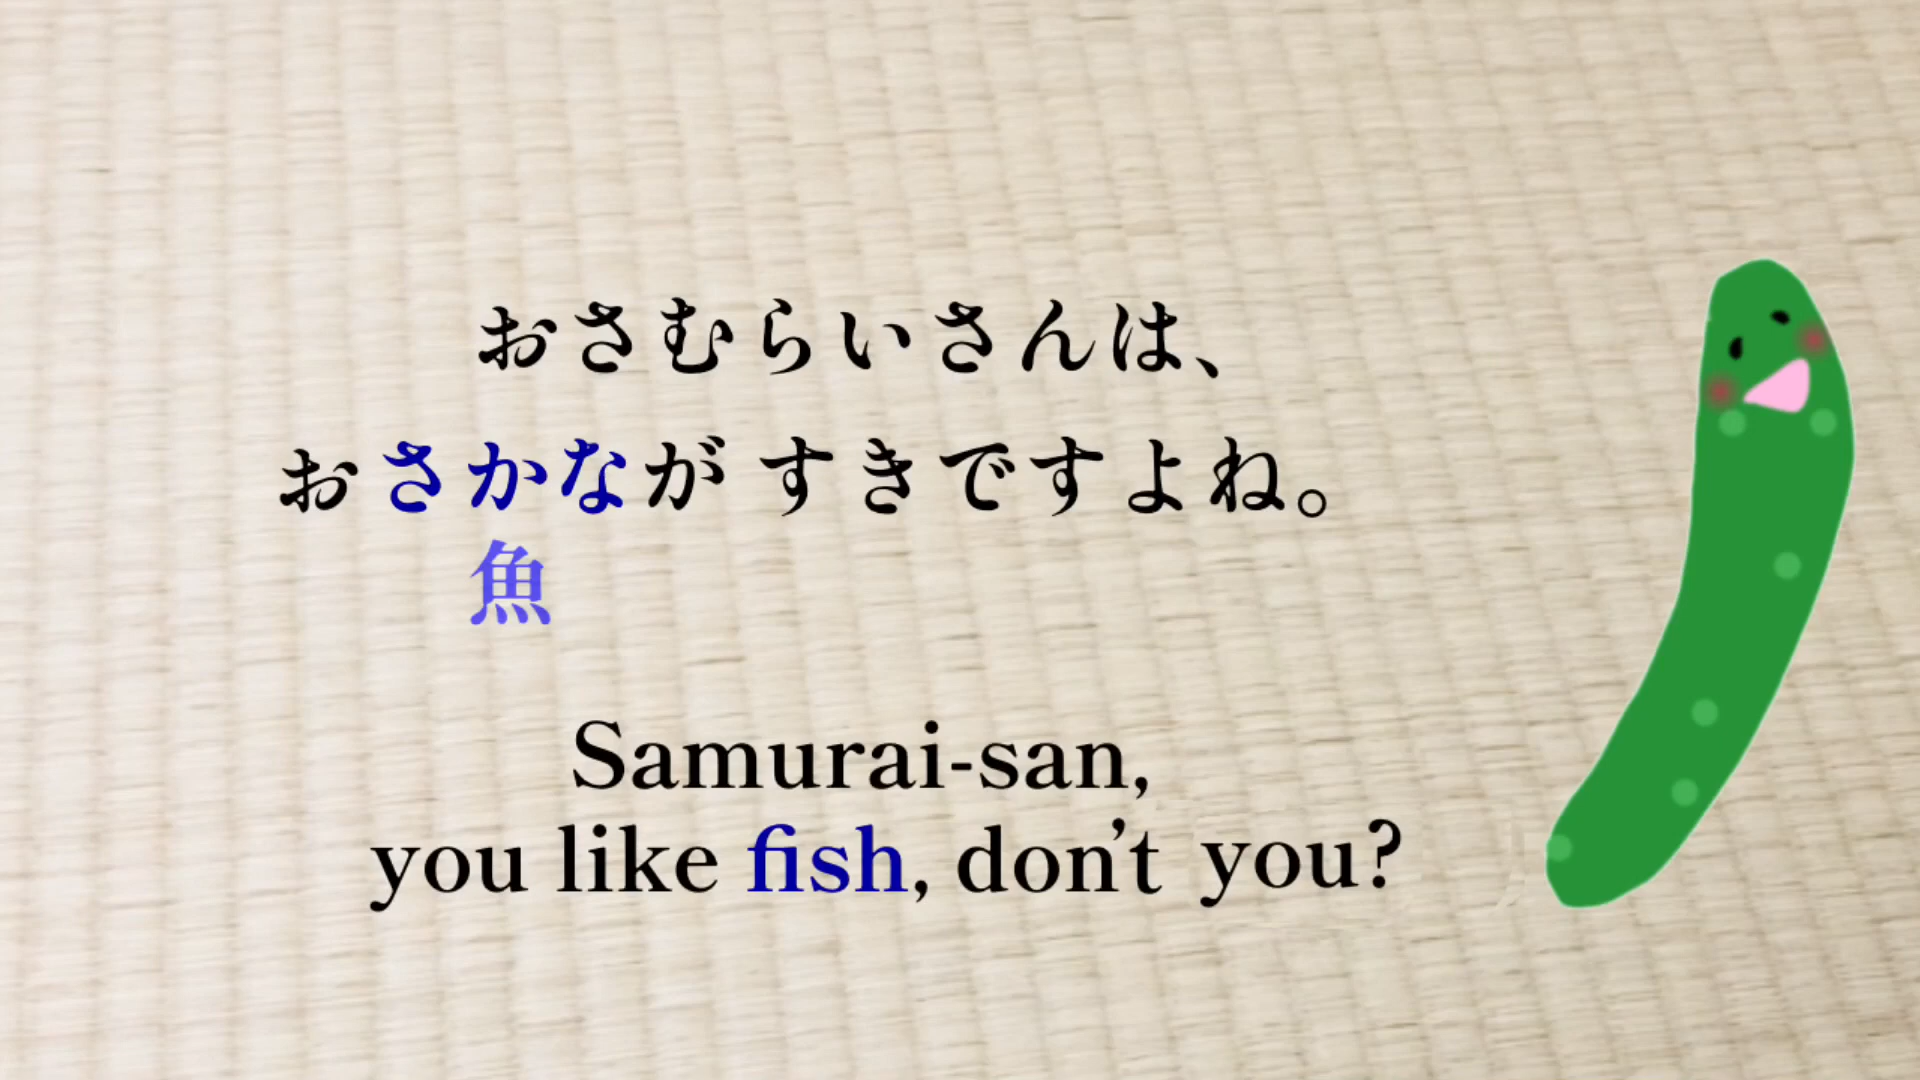 おさむらいさんは、
おさかなが すきですよね。
魚
Samurai-san,
you like fish, don't you?